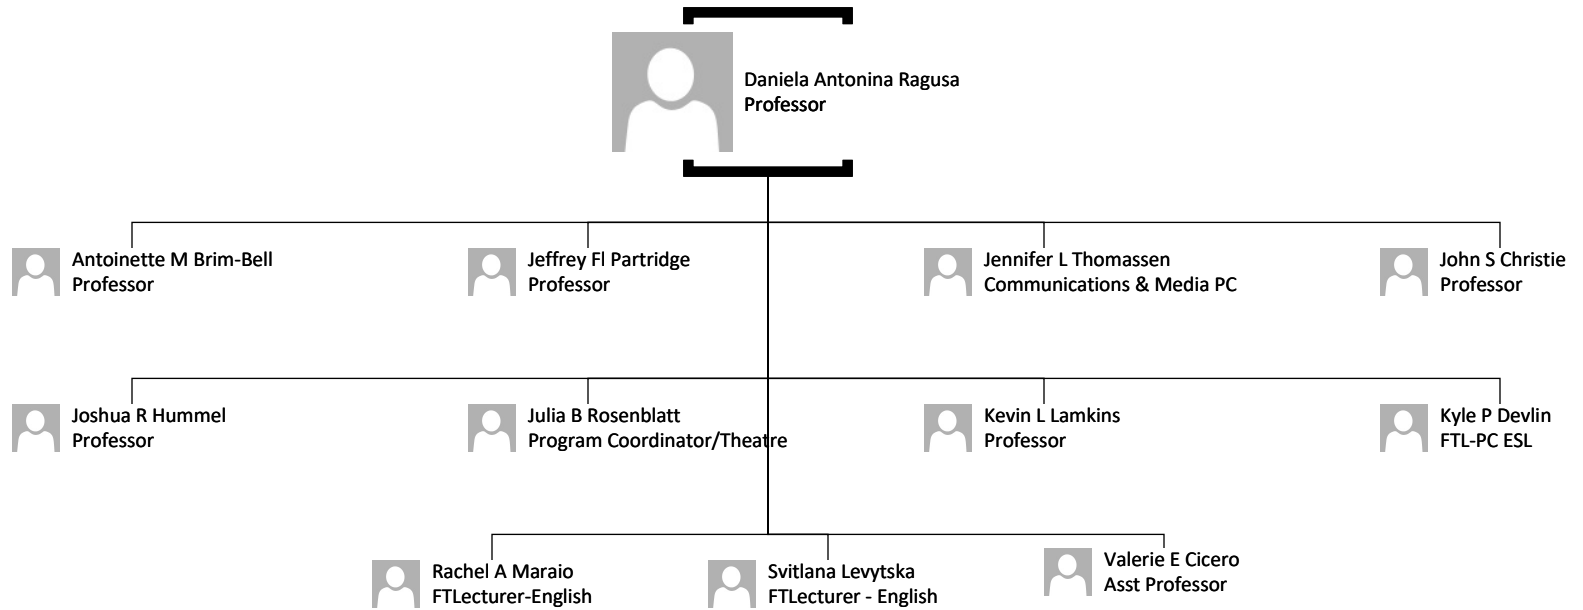 Daniela Antonina Ragusa
Professor
Antoinette M Brim-Bell
Professor
Jeffrey Fl Partridge
Professor
Jennifer L Thomassen
Communications & Media PC
John S Christie
Professor
Joshua R Hummel
Professor
Julia B Rosenblatt
Program Coordinator/Theatre
Kevin L Lamkins
Professor
Kyle P Devlin
FTL-PC ESL
Rachel A Maraio
FTLecturer-English
Svitlana Levytska
FTLecturer - English
Valerie E Cicero
Asst Professor